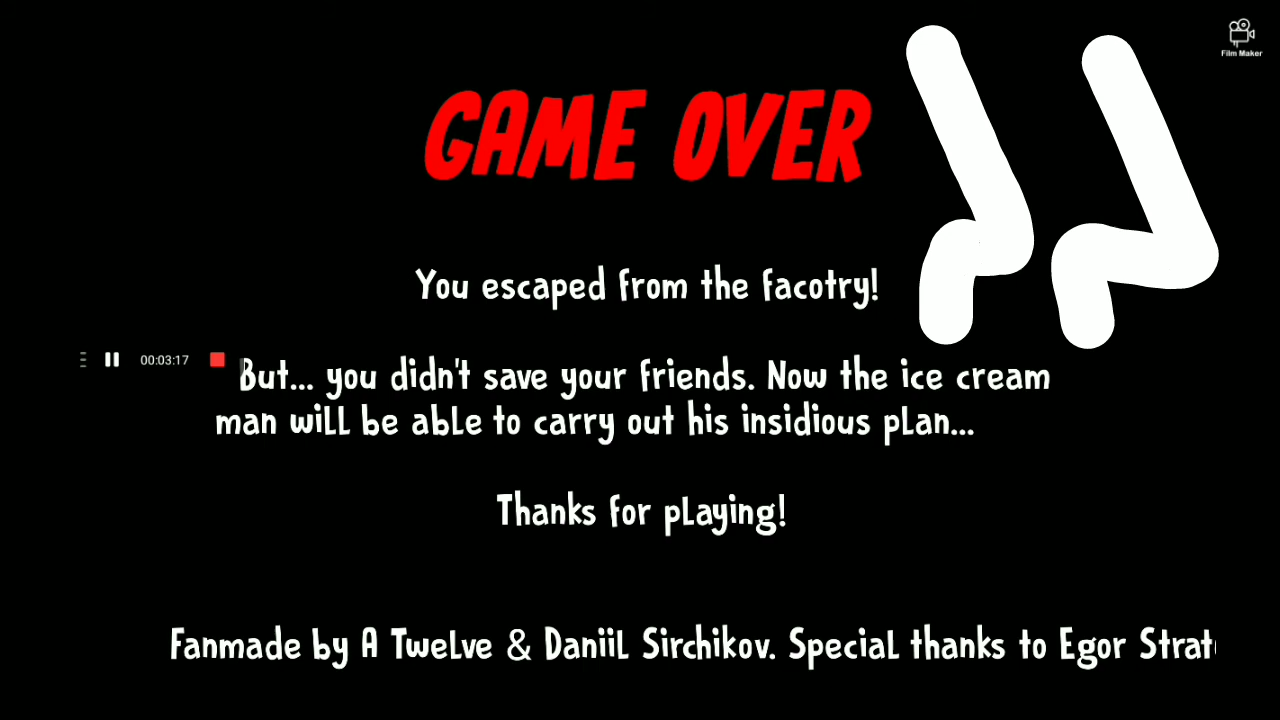 Film Maker
GAME OVER
You escaped from the facotry!
00:03:17
But... you didn't save your friends. Now the ice cream
man will be able to carry out his insidious plan...
Thanks for playing!
Fanmade by A Twelve & Daniil Sirchikov. Special thanks to Egor